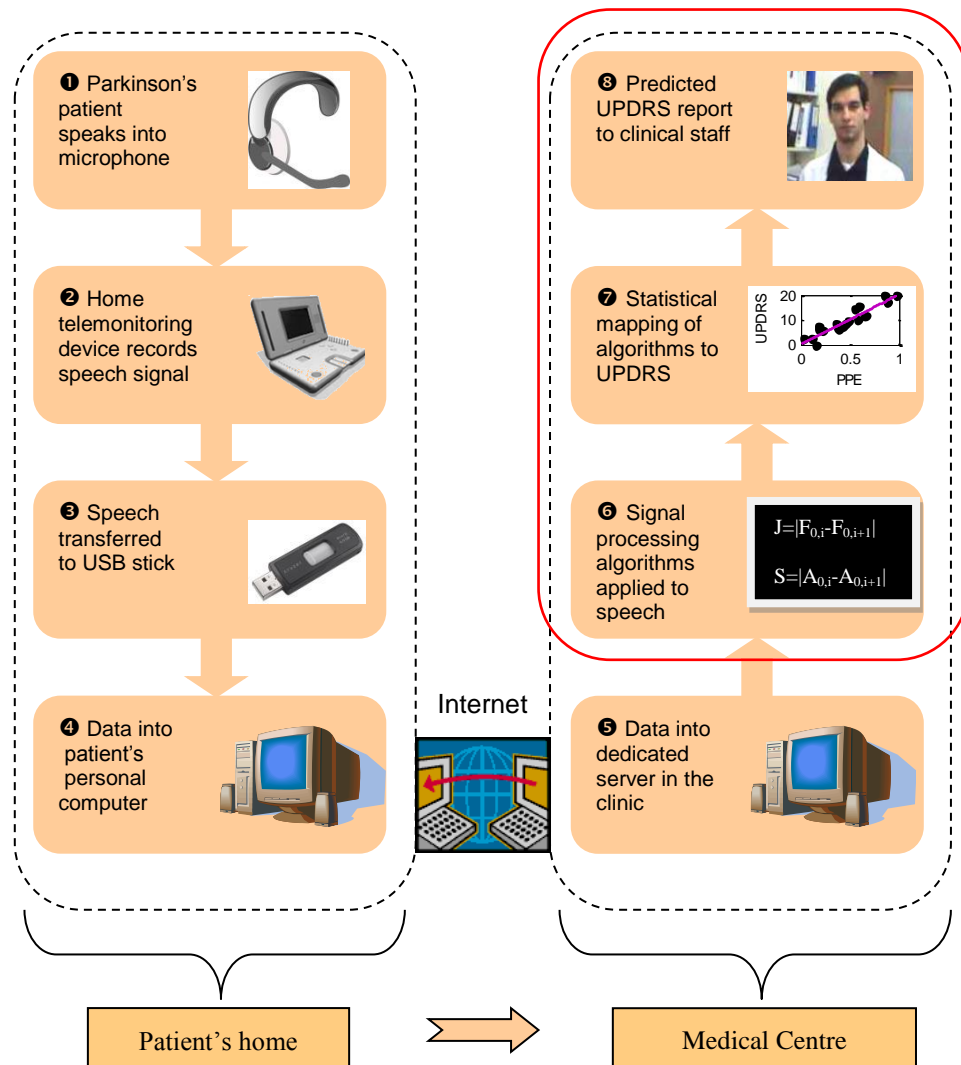 ❶ Parkinson's
patient
speaks into
microphone
❷ Home
telemonitoring
device records
speech signal
❸ Speech
transferred
to USB stick
❹ Data into
patient's
personal
computer
Internet
❽ Predicted
UPDRS report
to clinical staff
❼ Statistical
mapping of
algorithms to
UPDRS
UPDRS
20
10
0
0
0.5
1
PPE
❻ Signal
processing
algorithms
applied to
speech
J=|F0,i-F0,i+1|
S=|A0,i-A0,i+1|
❺ Data into
dedicated
server in the
clinic
Patient's home
Medical Centre